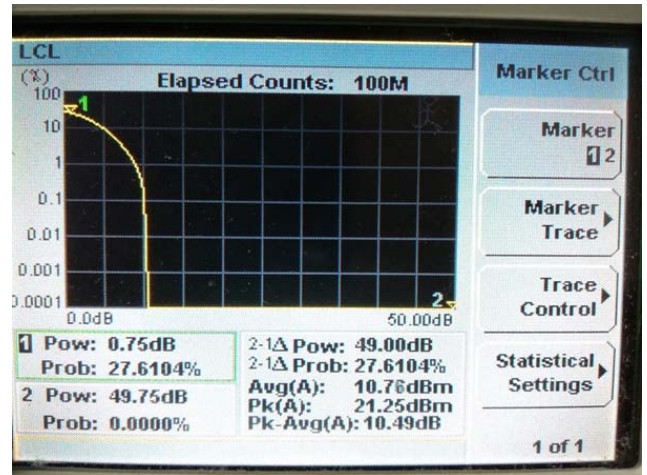 LCL
(%)
Elapsed Counts: 100M
100
1
10
1
0.1
0.01
0.001
0.0001
2
0.0dB
50.00dB
1 Pow: 0.75dB
Prob: 27.6104%
2 Pow: 49.75dB
Prob: 0.0000%
2-1Δ Pow: 49.00dB
2-1Δ Prob: 27.6104%
Avg(A): 10.76dBm
Pk(A): 21.25dBm
Pk-Avg(A): 10.49dB
Marker Ctrl
Marker
1 2
Marker
Trace
Trace
Control
Statistical
Settings
1 of 1